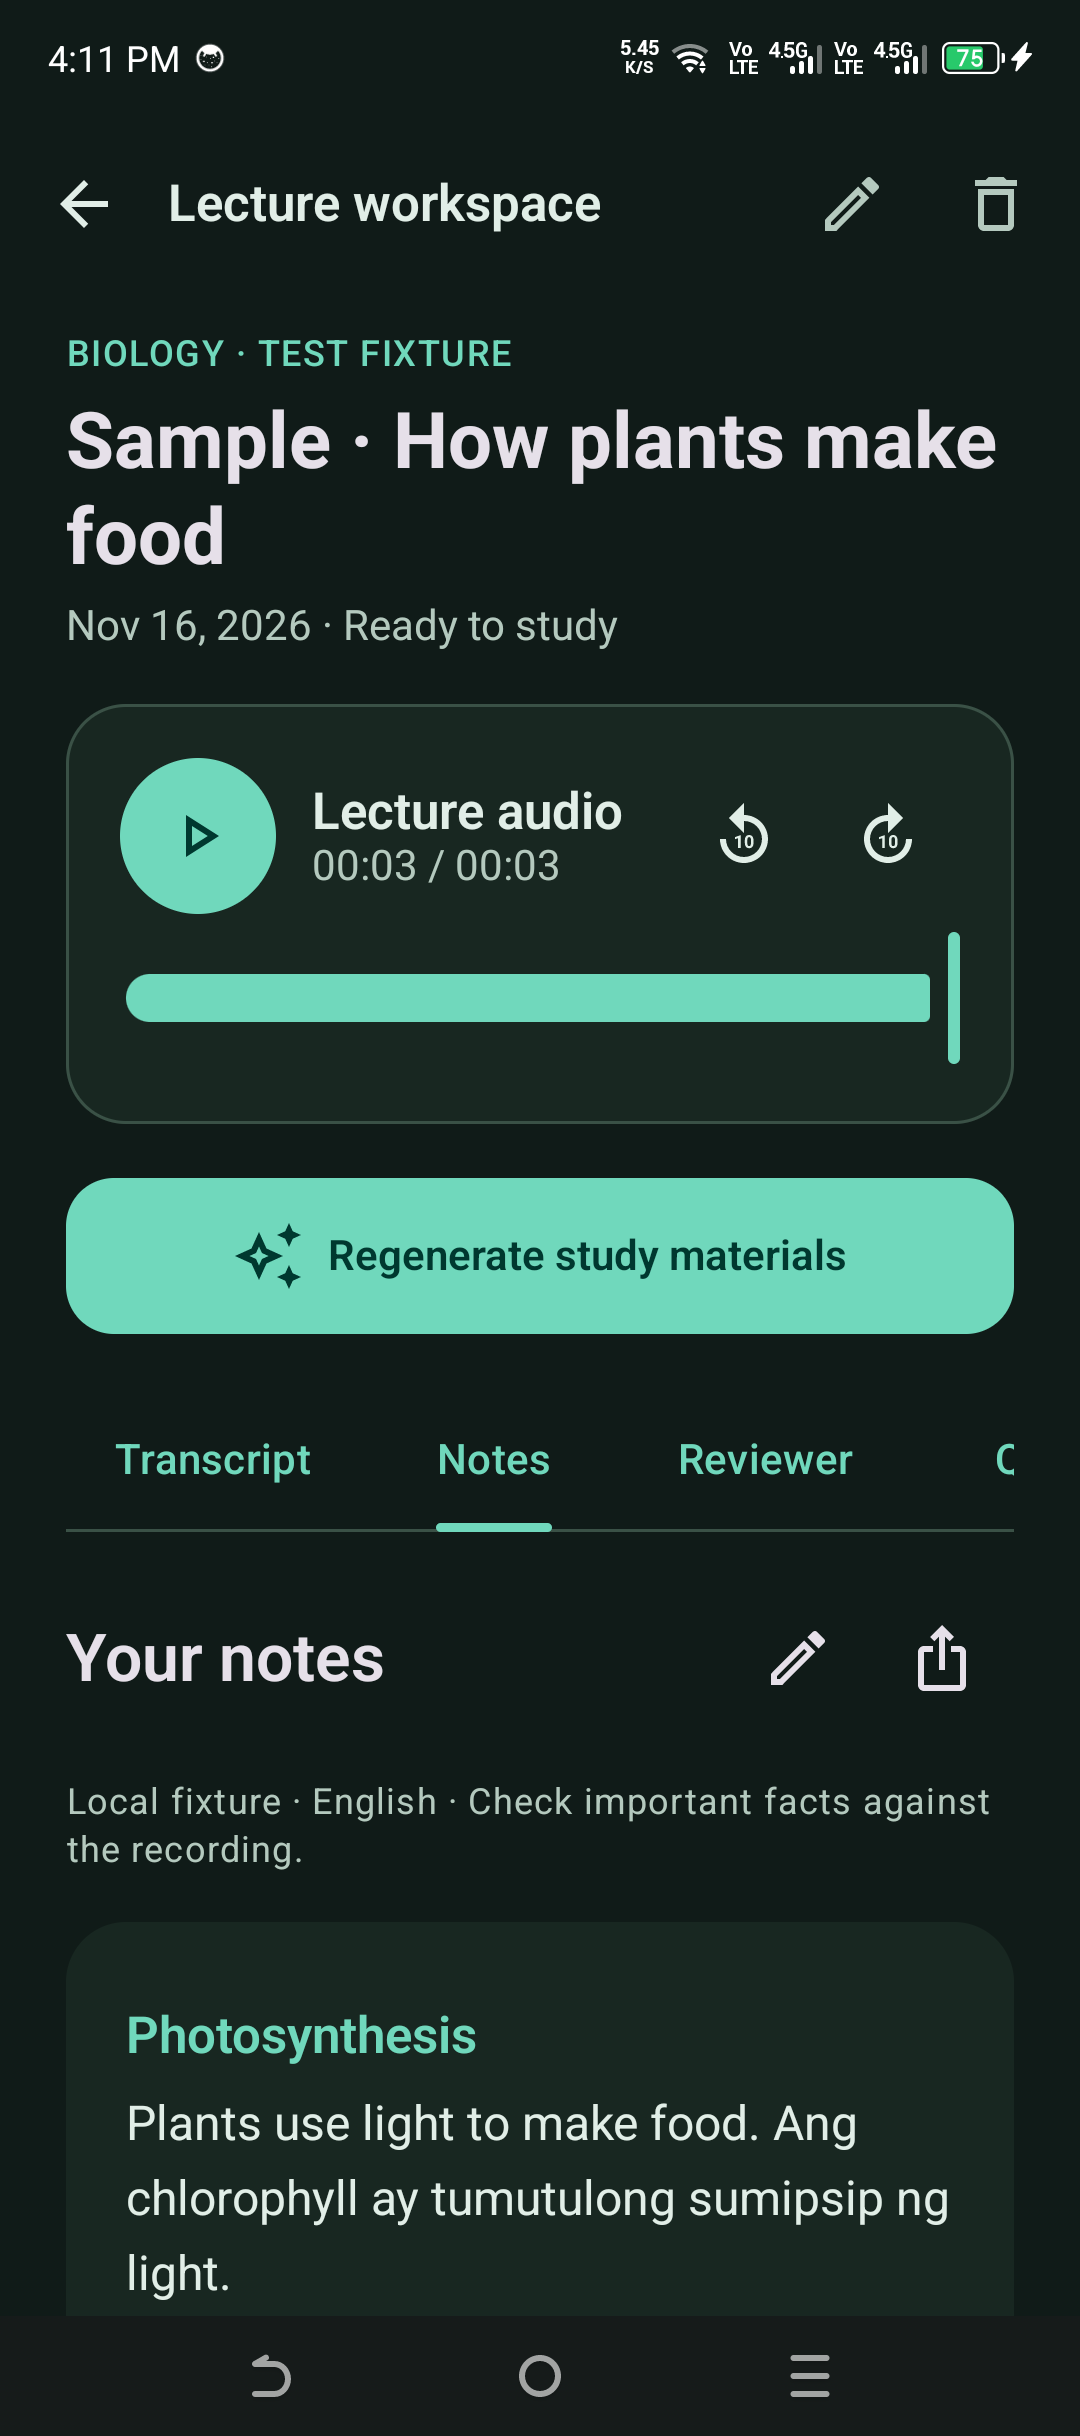 4:11 PM
5.45 K/S
Vo LTE 4.5G Vo LTE 4.5G 75
Lecture workspace
BIOLOGY · TEST FIXTURE
Sample · How plants make
food
Nov 16, 2026 · Ready to study
Lecture audio
00:03 / 00:03
10 10
Regenerate study materials
Transcript Notes Reviewer
Your notes
Local fixture · English · Check important facts against
the recording.
Photosynthesis
Plants use light to make food. Ang
chlorophyll ay tumutulong sumipsip ng
light.